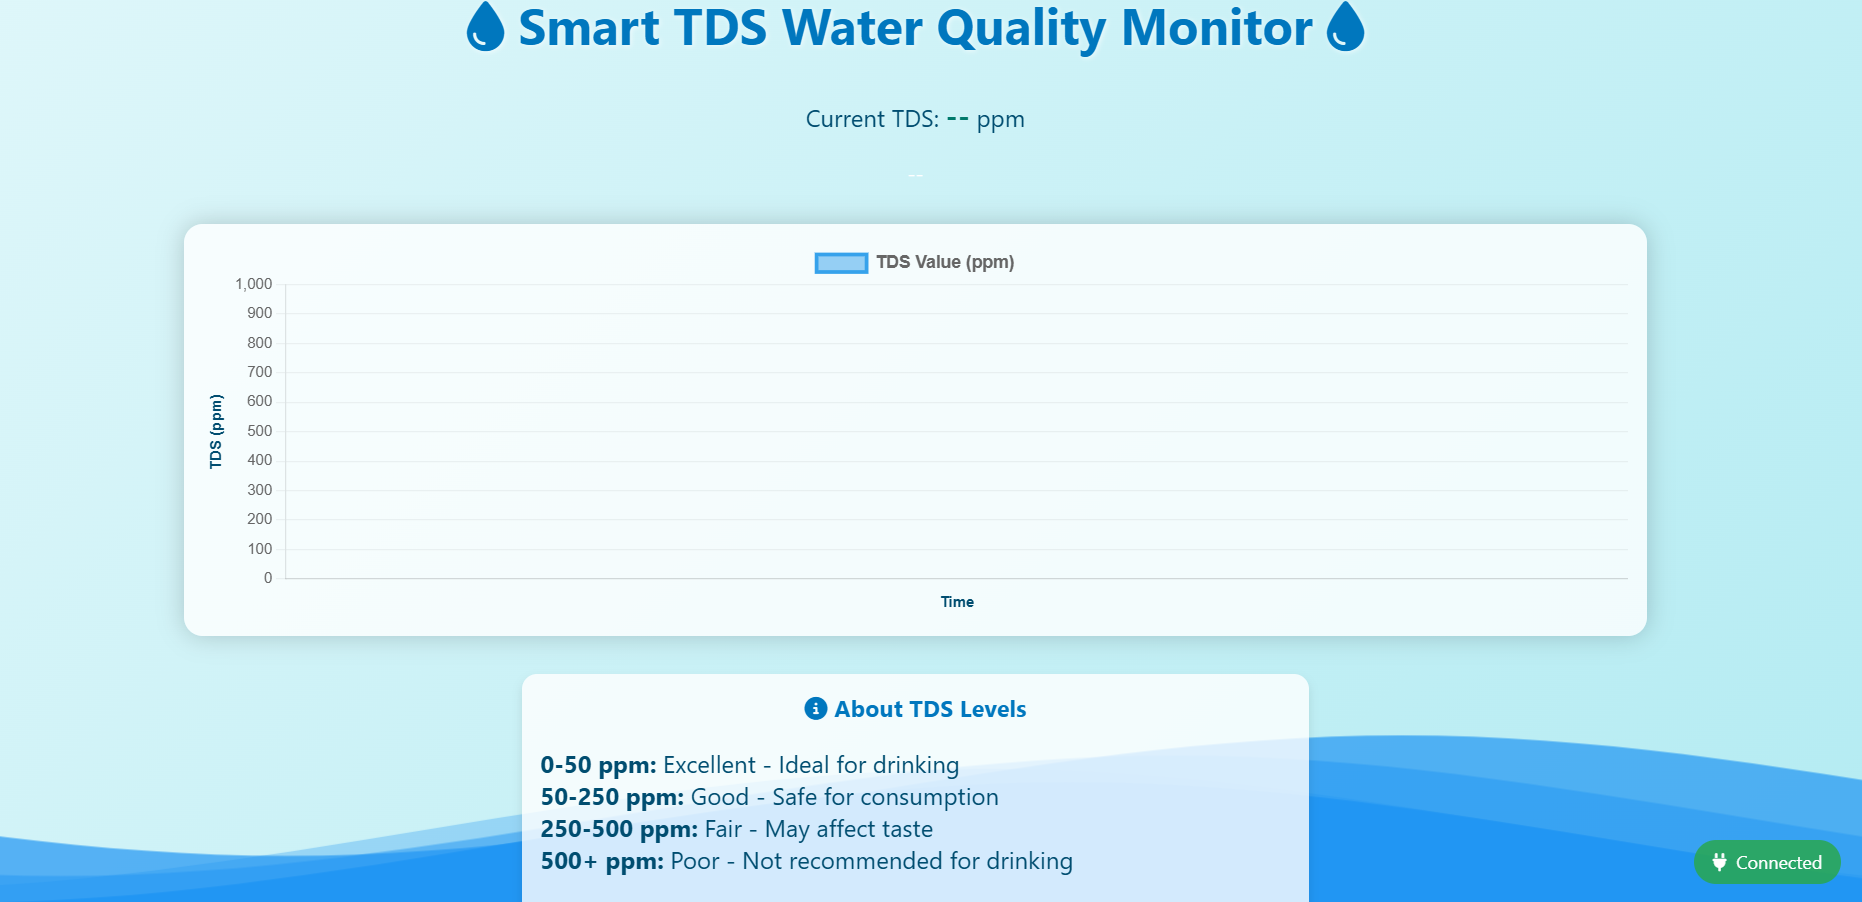 Smart TDS Water Quality Monitor
Current TDS: -- ppm
--
TDS Value (ppm)
1,000
900
800
700
600
500
400
300
200
100
0
TDS (ppm)
Time
About TDS Levels
0-50 ppm: Excellent - Ideal for drinking
50-250 ppm: Good - Safe for consumption
250-500 ppm: Fair - May affect taste
500+ ppm: Poor - Not recommended for drinking
Connected